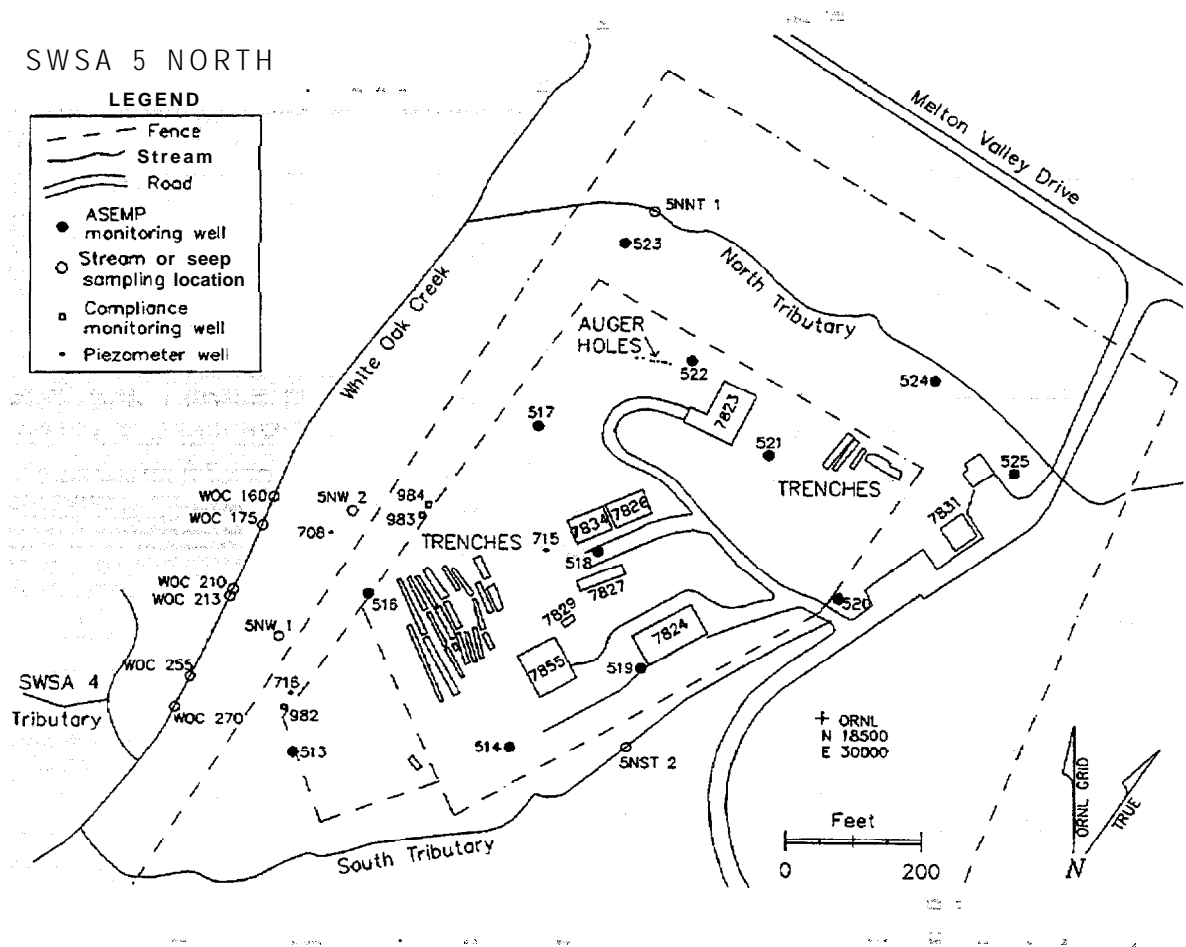 SWSA 5 NORTH
LEGEND
Fence
Stream
Road
ASEMP
monitoring well
Stream or seep
sampling location
Compliance
monitoring well
Piezometer well
Melton Valley Drive
5NNT 1
523
North Tributary
White Oak Creek
AUGER
HOLES
522
524
7823
517
521
525
TRENCHES
WOC 160
5NW 2
984
WOC 175
983
7831
708
TRENCHES
715
7834
7826
518
WOC 210
WOC 213
516
7827
520
7829
5NW 1
7824
WOC 255
7855
519
SWSA 4
Tributary
716
WOC 270
982
ORNL
N 18500
E 30000
513
514
5NST 2
South Tributary
Feet
0
200
ORNL GRID
TRUE
N